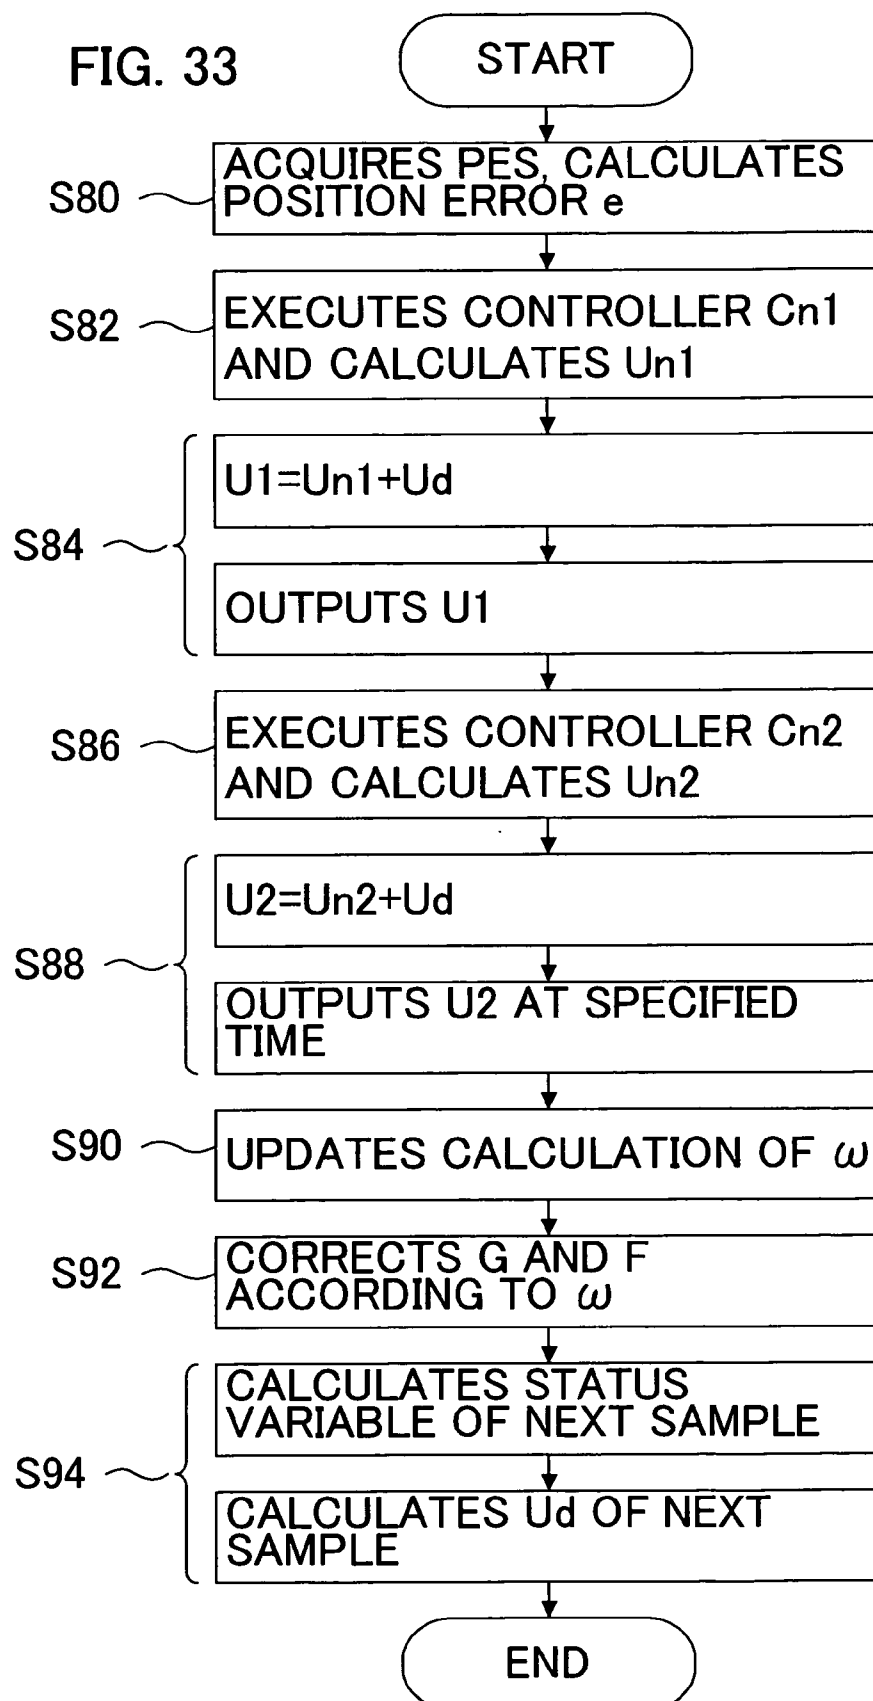 FIG. 33
START
S80
ACQUIRES PES, CALCULATES
POSITION ERROR e
S82
EXECUTES CONTROLLER Cn1
AND CALCULATES Un1
S84
U1=Un1+Ud
OUTPUTS U1
S86
EXECUTES CONTROLLER Cn2
AND CALCULATES Un2
S88
U2=Un2+Ud
OUTPUTS U2 AT SPECIFIED
TIME
S90
UPDATES CALCULATION OF ω
S92
CORRECTS G AND F
ACCORDING TO ω
S94
CALCULATES STATUS
VARIABLE OF NEXT SAMPLE
CALCULATES Ud OF NEXT
SAMPLE
END